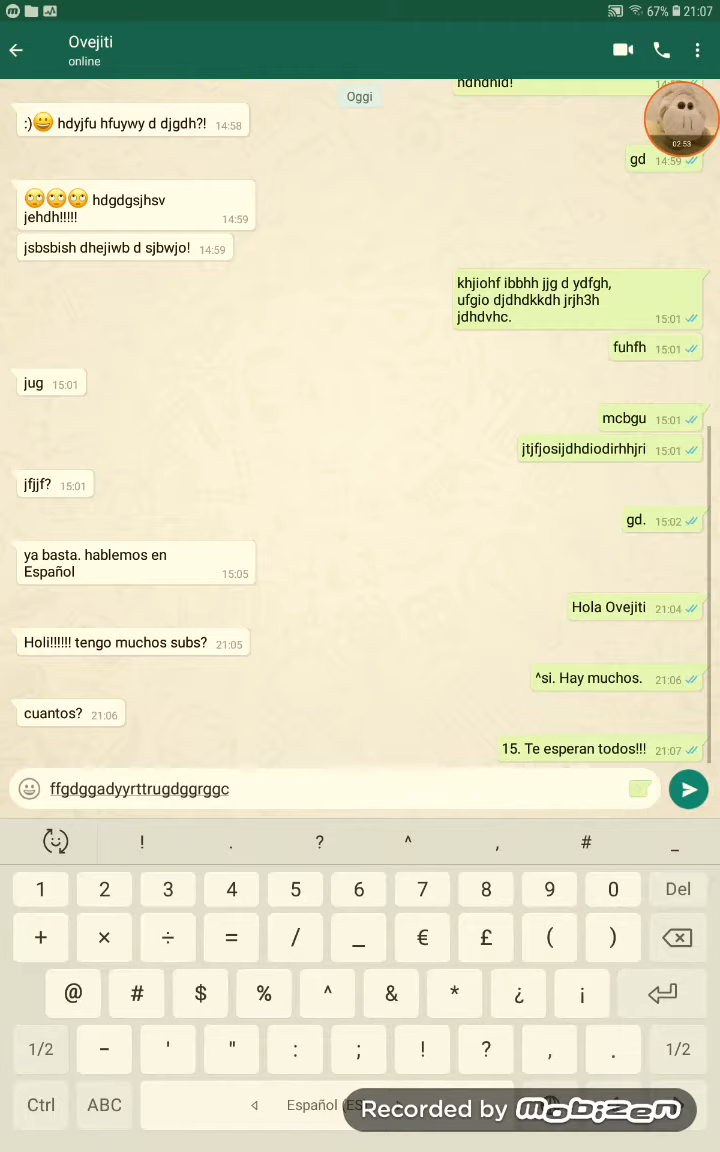 67% 21:07
Ovejiti
online
Oggi
14:59
02:53
:)😀 hdyjfu hfuywy d djgdh?! 14:58
gd 14:59
🙄🙄🙄 hdgdgsjhsv
jehdh!!!!! 14:59
jsbsbish dhejiwb d sjbwjo! 14:59
khjiohf ibbhh jjg d ydfgh,
ufgio djdhdkkdh jrjh3h
jdhdvhc. 15:01
fuhfh 15:01
jug 15:01
mcbgu 15:01
jtjfjosijdhdiodirhhjri 15:01
jfjjf? 15:01
gd. 15:02
ya basta. hablemos en
Español 15:05
Hola Ovejiti 21:04
Holi!!!!!! tengo muchos subs? 21:05
^si. Hay muchos. 21:06
cuantos? 21:06
15. Te esperan todos!!! 21:07
ffgdggadyyrttrugdggrggc
! . ? ^ , # _
1 2 3 4 5 6 7 8 9 0 Del
+ × ÷ = / _ € £ ( )
@ # $ % ^ & * ¿ ¡
1/2 - ' " : ; ! ? , . 1/2
Ctrl ABC Español (ES
Recorded by mobizen